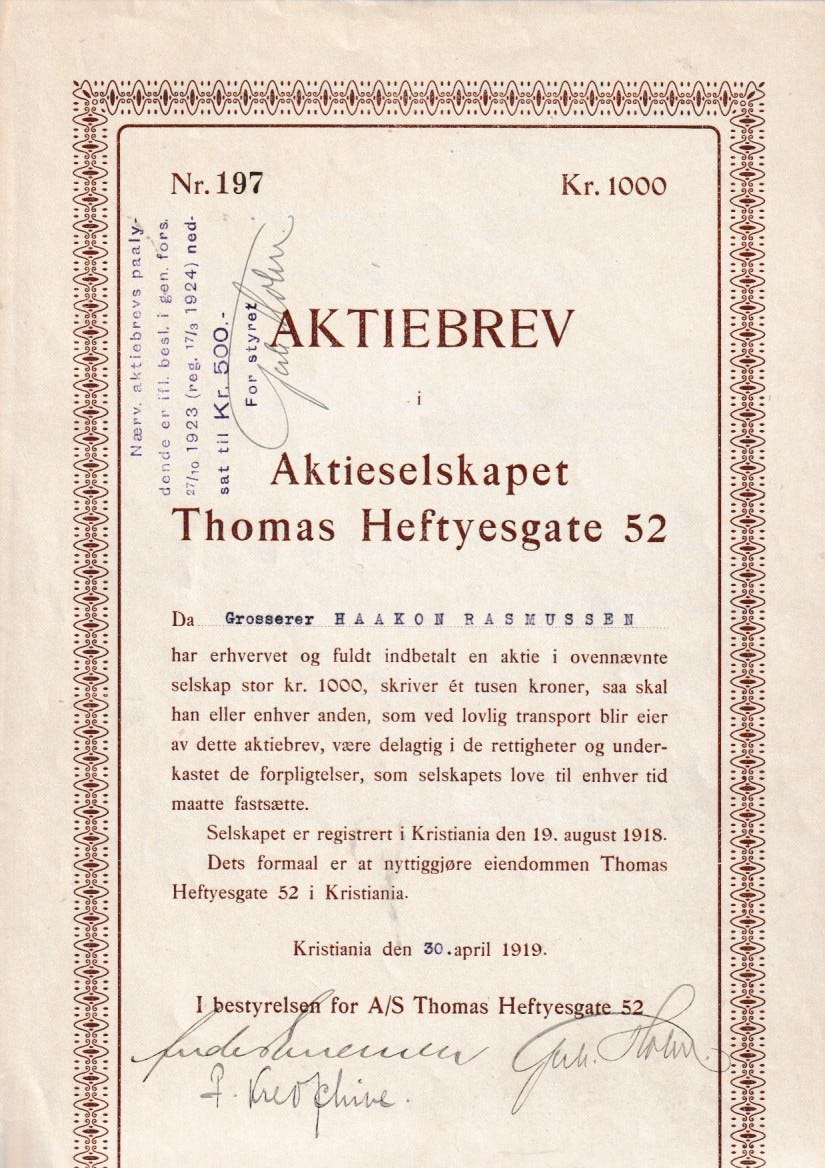 Nr. 197
Kr. 1000
Nærv. aktiebrevs paaly-
dende er ifl. besl. i gen. fors.
27/10 1923 (reg. 17/3 1924) ned-
sat til Kr. 500.-
For styret
AKTIEBREV
i
Aktieselskapet
Thomas Heftyesgate 52
Da Grosserer HAAKON RASMUSSEN
har erhvervet og fuldt indbetalt en aktie i ovennævnte
selskap stor kr. 1000, skriver ét tusen kroner, saa skal
han eller enhver anden, som ved lovlig transport blir eier
av dette aktiebrev, være delagtig i de rettigheter og under-
kastet de forpligtelser, som selskapets love til enhver tid
maatte fastsætte.
Selskapet er registrert i Kristiania den 19. august 1918.
Dets formaal er at nyttiggjøre eiendommen Thomas
Heftyesgate 52 i Kristiania.
Kristiania den 30. april 1919.
I bestyrelsen for A/S Thomas Heftyesgate 52